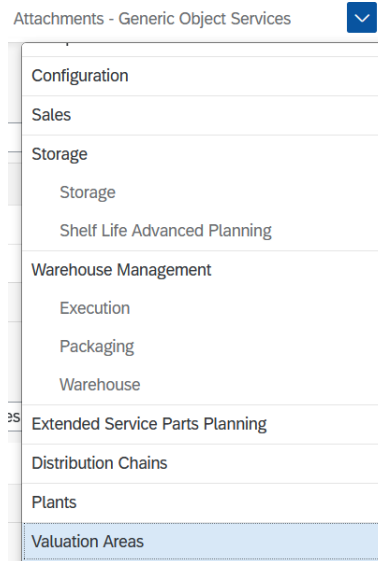 Attachments - Generic Object Services
Configuration
Sales
Storage
Storage
Shelf Life Advanced Planning
Warehouse Management
Execution
Packaging
Warehouse
es
Extended Service Parts Planning
Distribution Chains
Plants
Valuation Areas